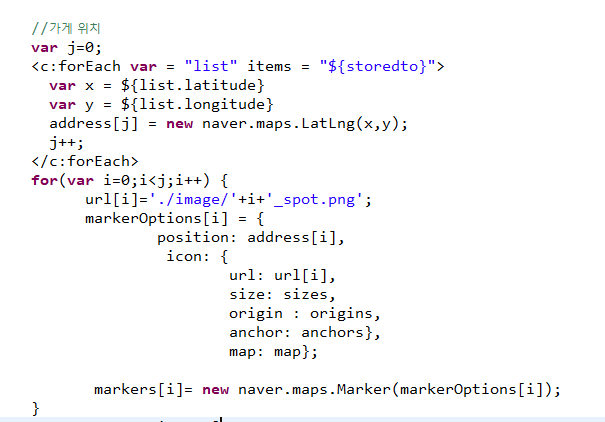 //가게 위치
var j=0;
<c:forEach var = "list" items = "${storedto}">
var x = ${list.latitude}
var y = ${list.longitude}
address[j] = new naver.maps.LatLng(x,y);
j++;
</c:forEach>
for(var i=0;i<j;i++) {
url[i]='./image/'+i+'_spot.png';
markerOptions[i] = {
position: address[i],
icon: {
url: url[i],
size: sizes,
origin : origins,
anchor: anchors},
map: map};
markers[i]= new naver.maps.Marker(markerOptions[i]);
}